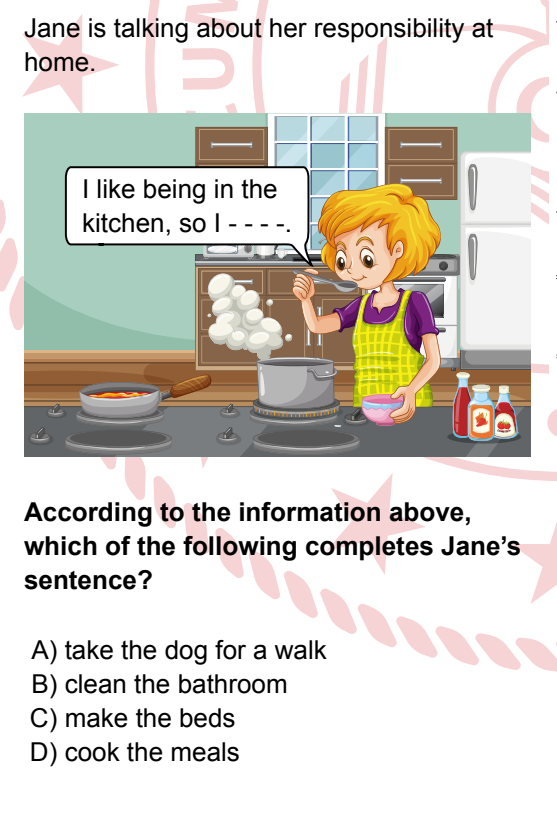 Jane is talking about her responsibility at
home.
I like being in the
kitchen, so I - - - -.
According to the information above,
which of the following completes Jane’s
sentence?
A) take the dog for a walk
B) clean the bathroom
C) make the beds
D) cook the meals